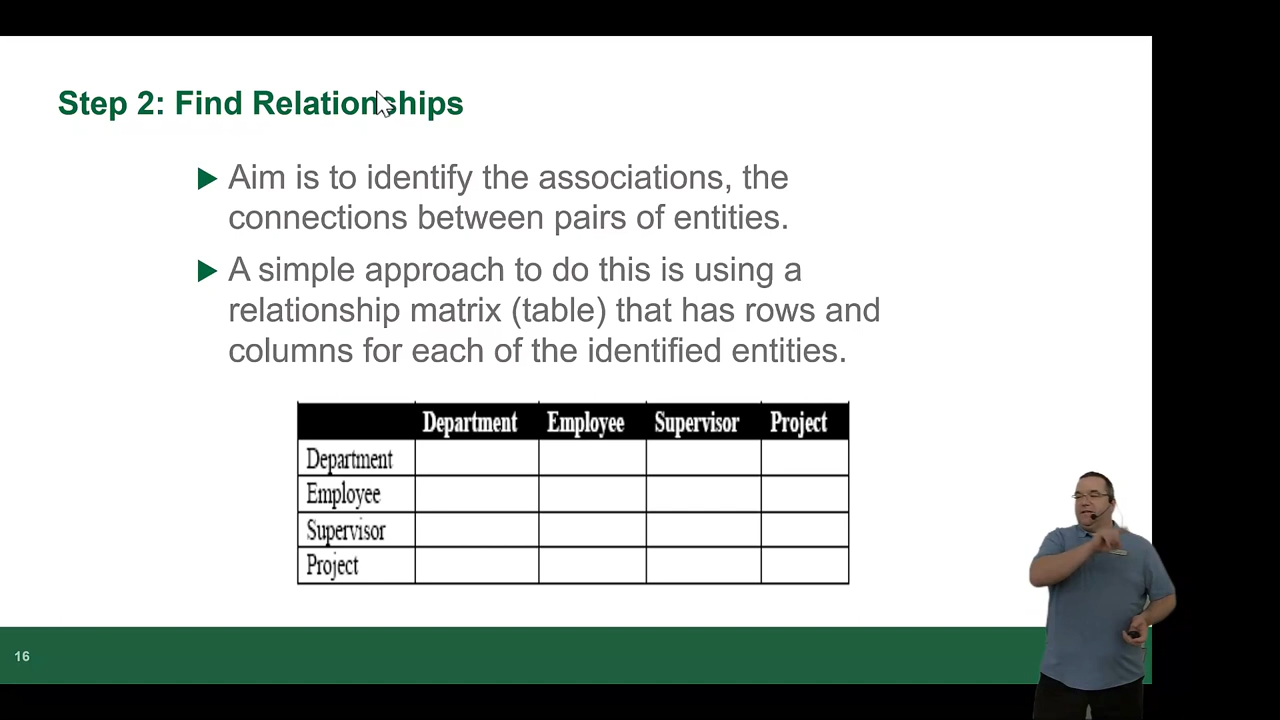 Step 2: Find Relationships
Aim is to identify the associations, the
connections between pairs of entities.
A simple approach to do this is using a
relationship matrix (table) that has rows and
columns for each of the identified entities.
Department Employee Supervisor Project
Department
Employee
Supervisor
Project
16